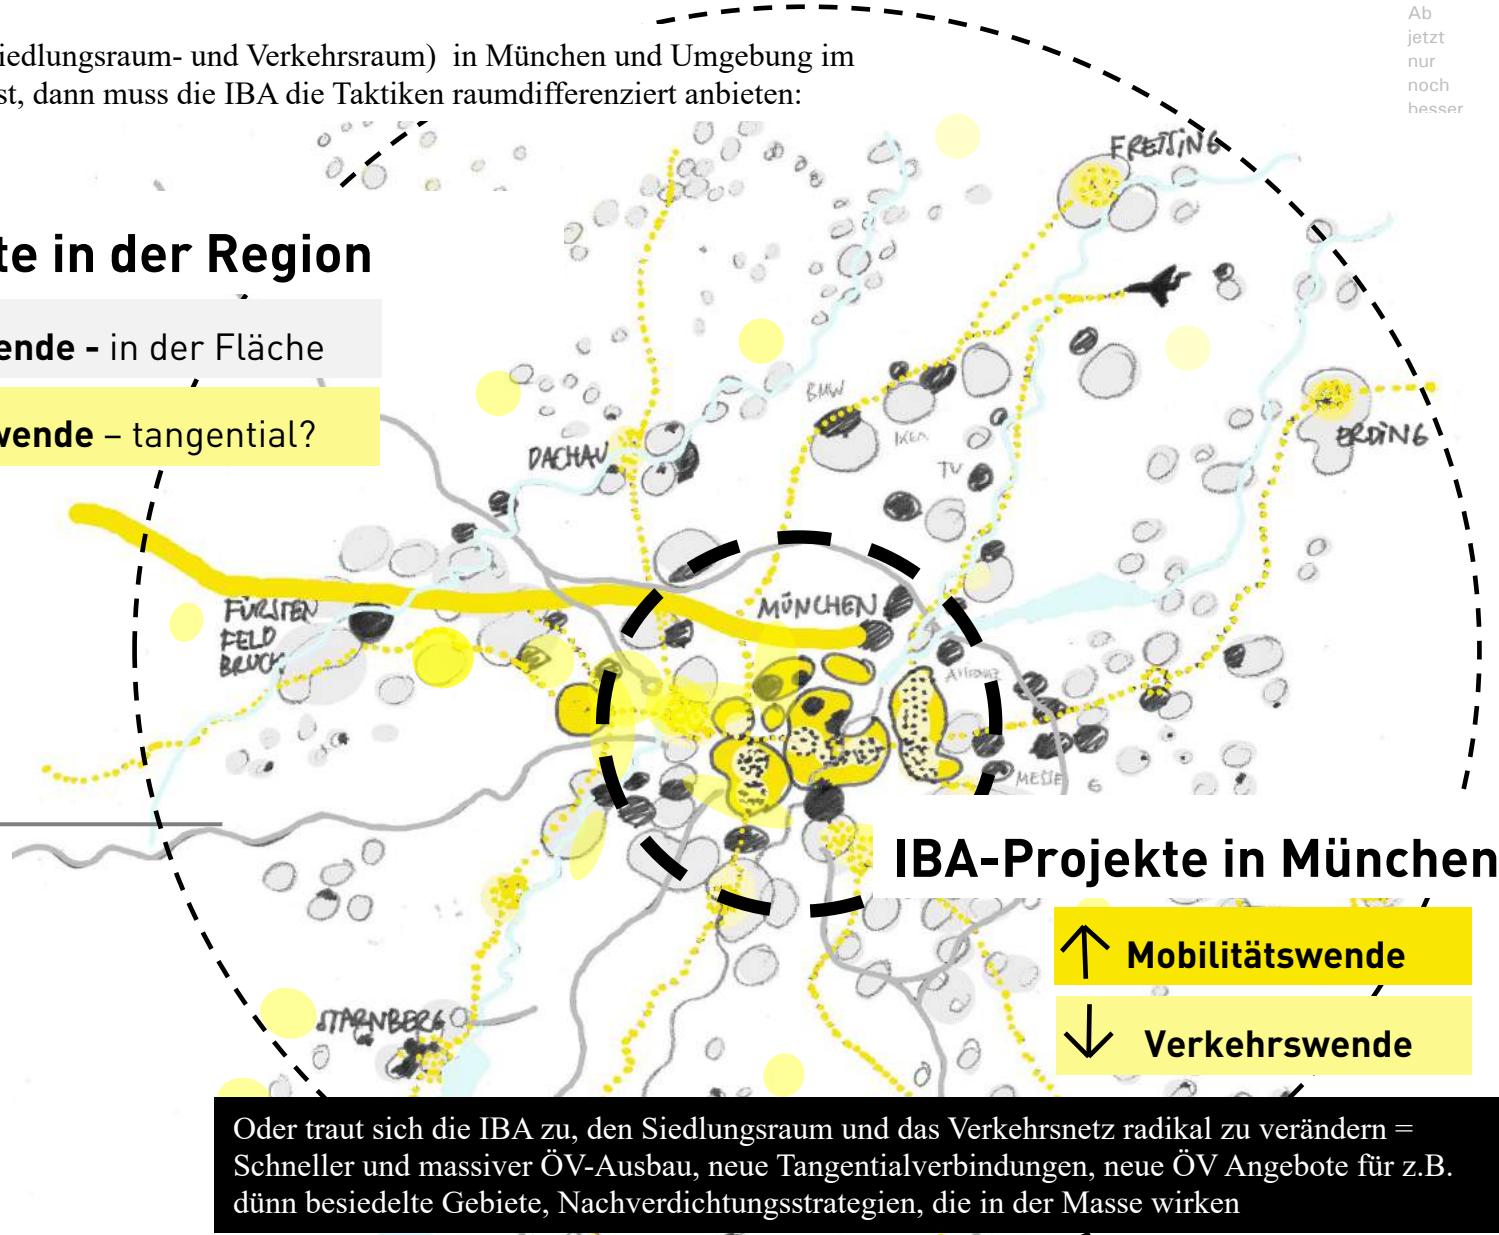 Ab
jetzt
nur
noch
besser
iedlungsraum- und Verkehrsraum) in München und Umgebung im
st, dann muss die IBA die Taktiken raumdifferenziert anbieten:
FREISING
te in der Region
ende - in der Fläche
wende – tangential?
BMW
IKEA
ERDING
DACHAU
TV
MÜNCHEN
FÜRSTEN
FELD
BRUCK
MESSE
IBA-Projekte in München
↑ Mobilitätswende
STARNBERG
↓ Verkehrswende
Oder traut sich die IBA zu, den Siedlungsraum und das Verkehrsnetz radikal zu verändern =
Schneller und massiver ÖV-Ausbau, neue Tangentialverbindungen, neue ÖV Angebote für z.B.
dünn besiedelte Gebiete, Nachverdichtungsstrategien, die in der Masse wirken